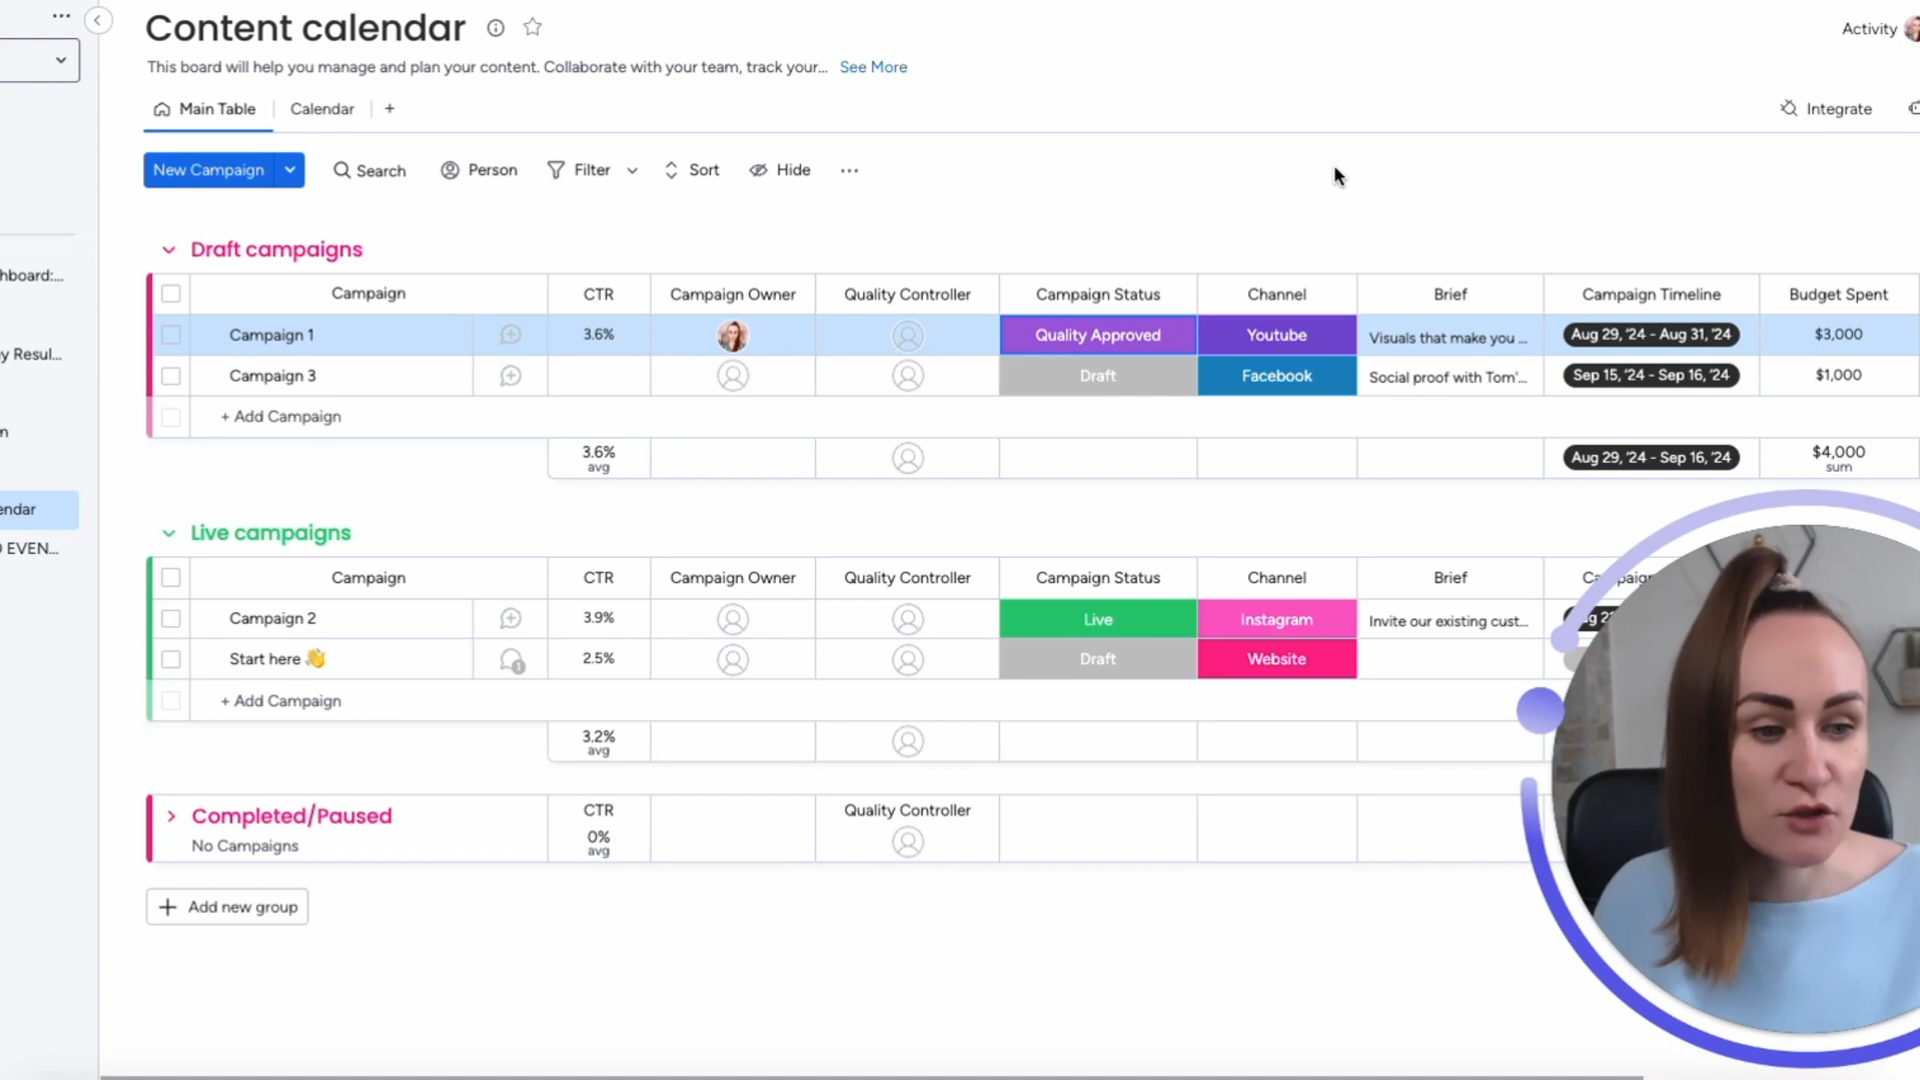 Content calendar
Activity
This board will help you manage and plan your content. Collaborate with your team, track your... See More
Main Table Calendar +
Integrate
New Campaign Search Person Filter Sort Hide ...
hboard:...
y Resul...
m
endar
EVEN...
Draft campaigns
Campaign CTR Campaign Owner Quality Controller Campaign Status Channel Brief Campaign Timeline Budget Spent
Campaign 1 3.6% Quality Approved Youtube Visuals that make you ... Aug 29, '24 - Aug 31, '24 $3,000
Campaign 3 Draft Facebook Social proof with Tom'... Sep 15, '24 - Sep 16, '24 $1,000
+ Add Campaign
3.6% Aug 29, '24 - Sep 16, '24 $4,000
avg sum
Live campaigns
Campaign CTR Campaign Owner Quality Controller Campaign Status Channel Brief
Campaign 2 3.9% Live Instagram Invite our existing cust...
Start here 👋 1 2.5% Draft Website
+ Add Campaign
3.2%
avg
Completed/Paused CTR Quality Controller
No Campaigns 0%
avg
+ Add new group